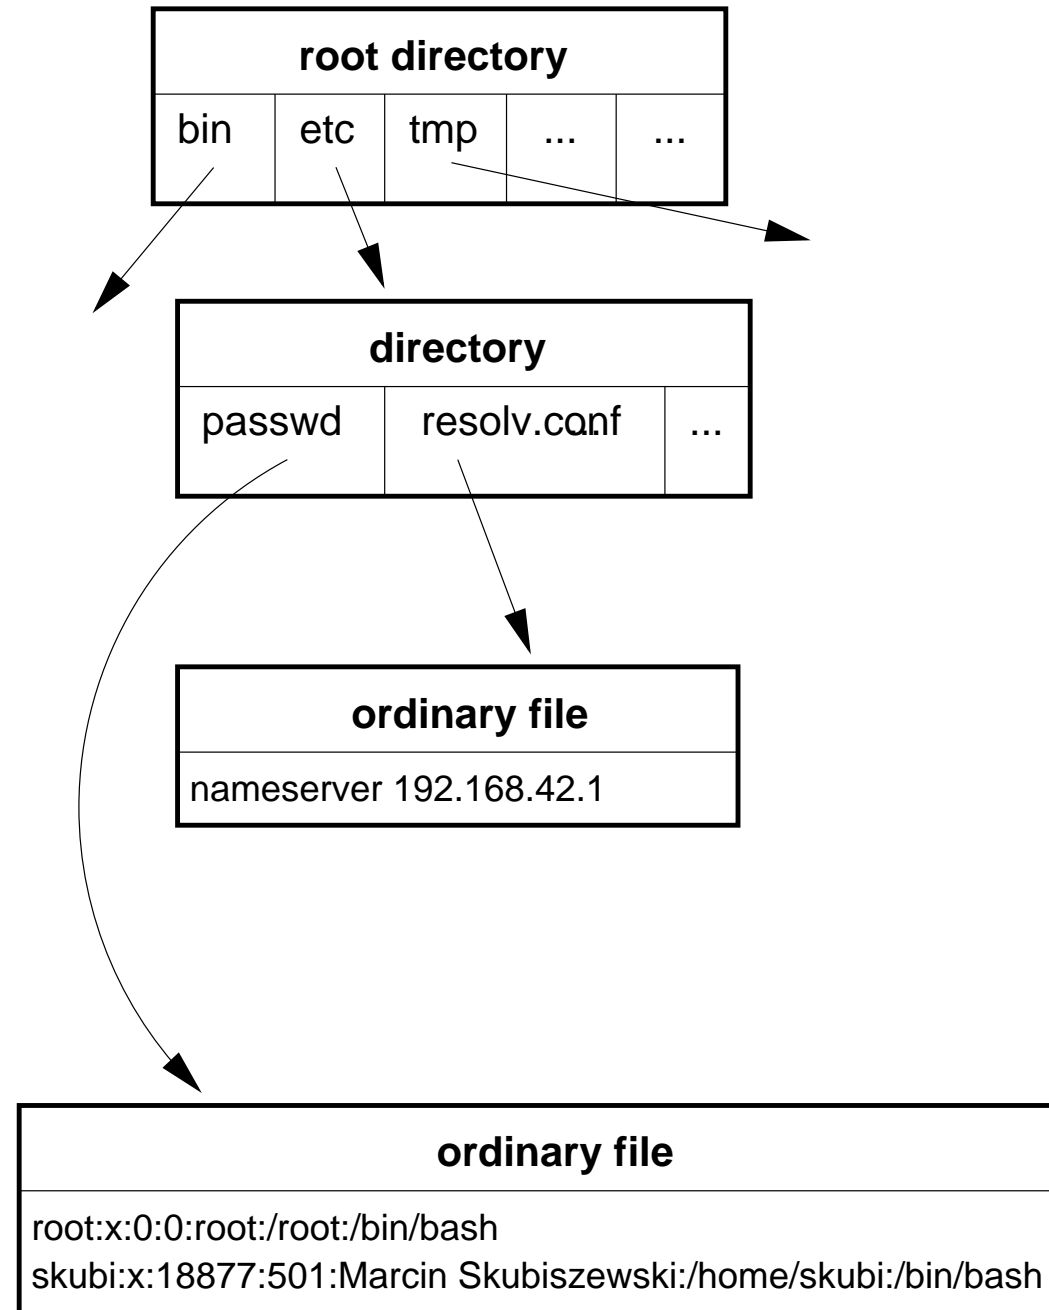 root directory
bin etc tmp ... ...
directory
passwd resolv.conf ... ...
ordinary file
nameserver 192.168.42.1
ordinary file
root:x:0:0:root:/root:/bin/bash
skubi:x:18877:501:Marcin Skubiszewski:/home/skubi:/bin/bash